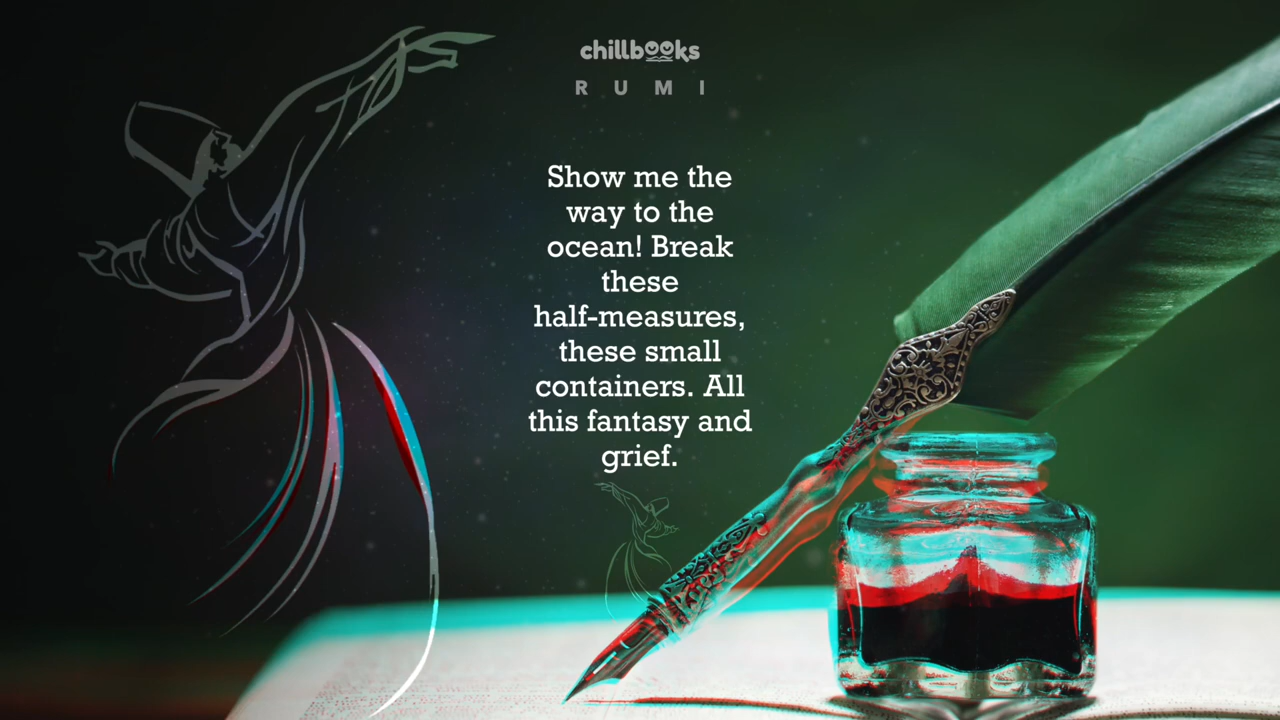 chillbooks
RUMI
Show me the
way to the
ocean! Break
these
half-measures,
these small
containers. All
this fantasy and
grief.